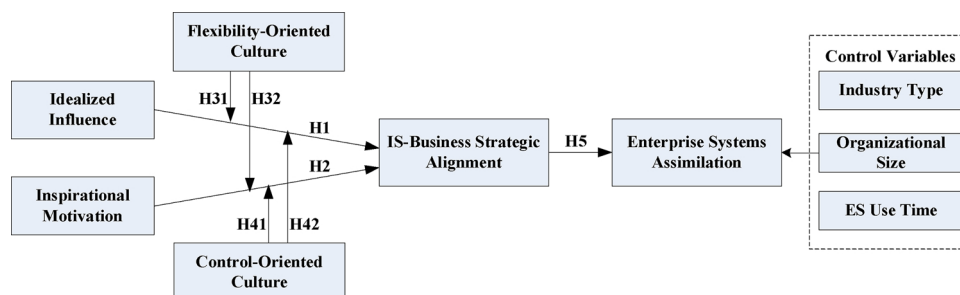 Flexibility-Oriented
Culture
Control Variables
Idealized
Influence
H31
H32
Industry Type
H1
IS-Business Strategic
Alignment
H5
Enterprise Systems
Assimilation
Organizational
Size
H2
Inspirational
Motivation
ES Use Time
H41
H42
Control-Oriented
Culture